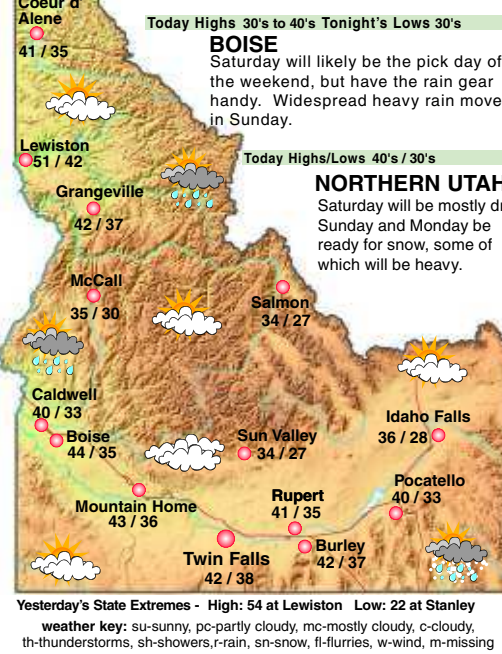 Coeur d'
Alene
41 / 35
Today Highs 30's to 40's Tonight's Lows 30's
BOISE
Saturday will likely be the pick day of
the weekend, but have the rain gear
handy. Widespread heavy rain move
in Sunday.
Lewiston
51 / 42
Today Highs/Lows 40's / 30's
NORTHERN UTAH
Saturday will be mostly dr
Sunday and Monday be
ready for snow, some of
which will be heavy.
Grangeville
42 / 37
McCall
35 / 30
Salmon
34 / 27
Caldwell
40 / 33
Boise
44 / 35
Sun Valley
34 / 27
Idaho Falls
36 / 28
Mountain Home
43 / 36
Rupert
41 / 35
Pocatello
40 / 33
Twin Falls
42 / 38
Burley
42 / 37
Yesterday's State Extremes - High: 54 at Lewiston Low: 22 at Stanley
weather key: su-sunny, pc-partly cloudy, mc-mostly cloudy, c-cloudy,
th-thunderstorms, sh-showers,r-rain, sn-snow, fl-flurries, w-wind, m-missing